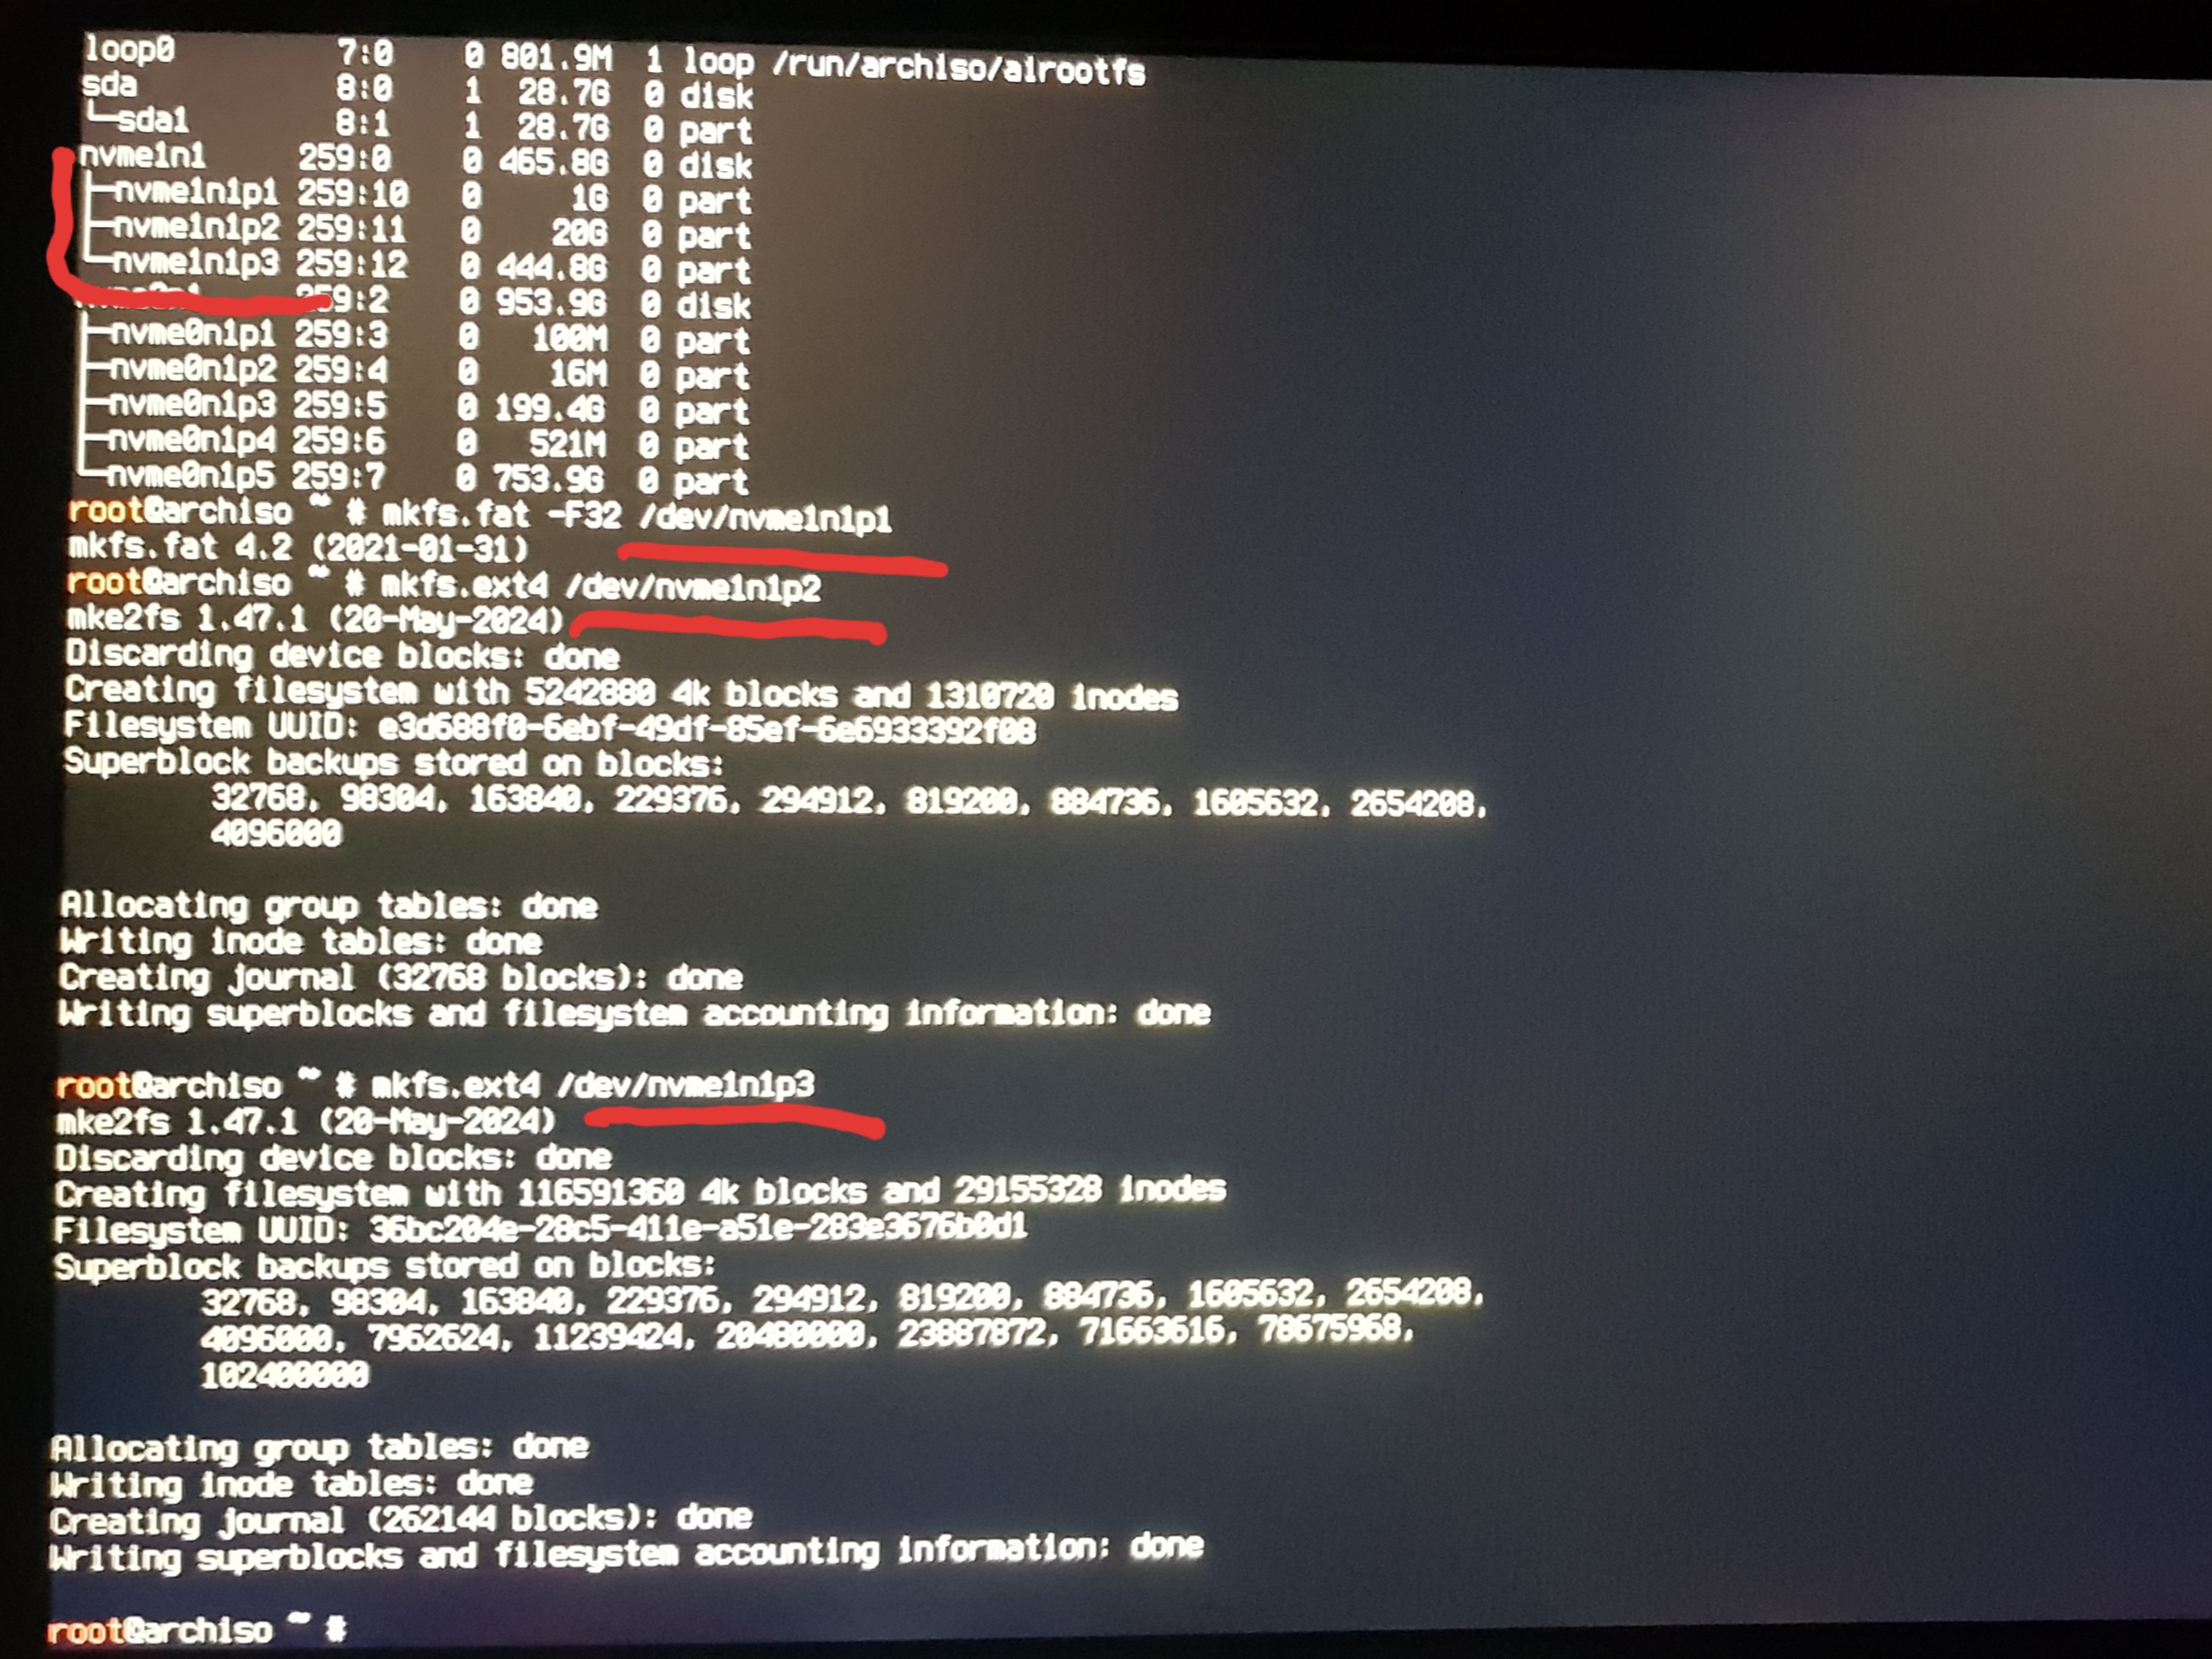 loop0 7:0 0 801.9M 1 loop /run/archiso/airootfs
sda 8:0 1 28.7G 0 disk
└─sda1 8:1 1 28.7G 0 part
nvme1n1 259:0 0 465.8G 0 disk
├─nvme1n1p1 259:10 0 1G 0 part
├─nvme1n1p2 259:11 0 20G 0 part
└─nvme1n1p3 259:12 0 444.8G 0 part
259:2 0 953.9G 0 disk
├─nvme0n1p1 259:3 0 100M 0 part
├─nvme0n1p2 259:4 0 16M 0 part
├─nvme0n1p3 259:5 0 199.4G 0 part
├─nvme0n1p4 259:6 0 521M 0 part
└─nvme0n1p5 259:7 0 753.9G 0 part
root@archiso ~ # mkfs.fat -F32 /dev/nvme1n1p1
mkfs.fat 4.2 (2021-01-31)
root@archiso ~ # mkfs.ext4 /dev/nvme1n1p2
mke2fs 1.47.1 (20-May-2024)
Discarding device blocks: done
Creating filesystem with 5242880 4k blocks and 1310720 inodes
Filesystem UUID: e3d688f0-6ebf-49df-85ef-6e6933392f08
Superblock backups stored on blocks:
32768, 98304, 163840, 229376, 294912, 819200, 884736, 1605632, 2654208,
4096000
Allocating group tables: done
Writing inode tables: done
Creating journal (32768 blocks): done
Writing superblocks and filesystem accounting information: done
root@archiso ~ # mkfs.ext4 /dev/nvme1n1p3
mke2fs 1.47.1 (20-May-2024)
Discarding device blocks: done
Creating filesystem with 116591360 4k blocks and 29155328 inodes
Filesystem UUID: 36bc204e-28c5-411e-a51e-283e3676b0d1
Superblock backups stored on blocks:
32768, 98304, 163840, 229376, 294912, 819200, 884736, 1605632, 2654208,
4096000, 7962624, 11239424, 20480000, 23887872, 71663616, 78675968,
102400000
Allocating group tables: done
Writing inode tables: done
Creating journal (262144 blocks): done
Writing superblocks and filesystem accounting information: done
root@archiso ~ #